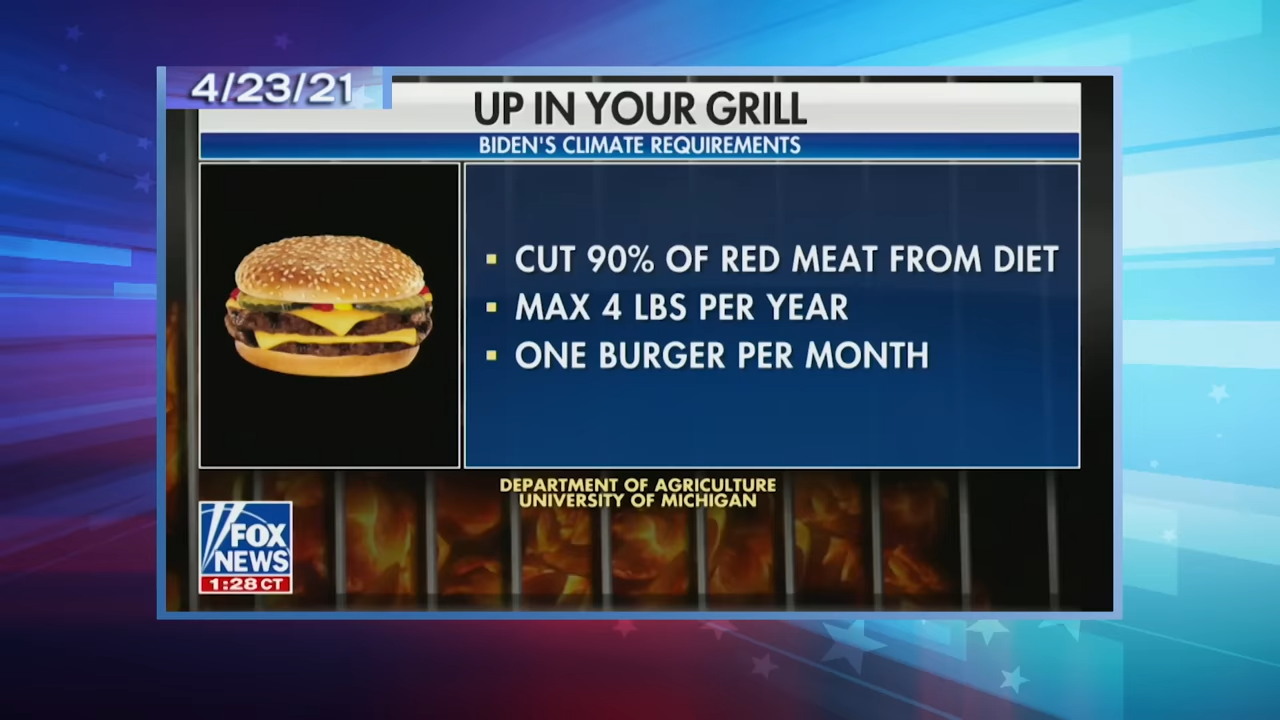 4/23/21
UP IN YOUR GRILL
BIDEN'S CLIMATE REQUIREMENTS
▪ CUT 90% OF RED MEAT FROM DIET
▪ MAX 4 LBS PER YEAR
▪ ONE BURGER PER MONTH
DEPARTMENT OF AGRICULTURE
UNIVERSITY OF MICHIGAN
FOX
NEWS
1:28 CT